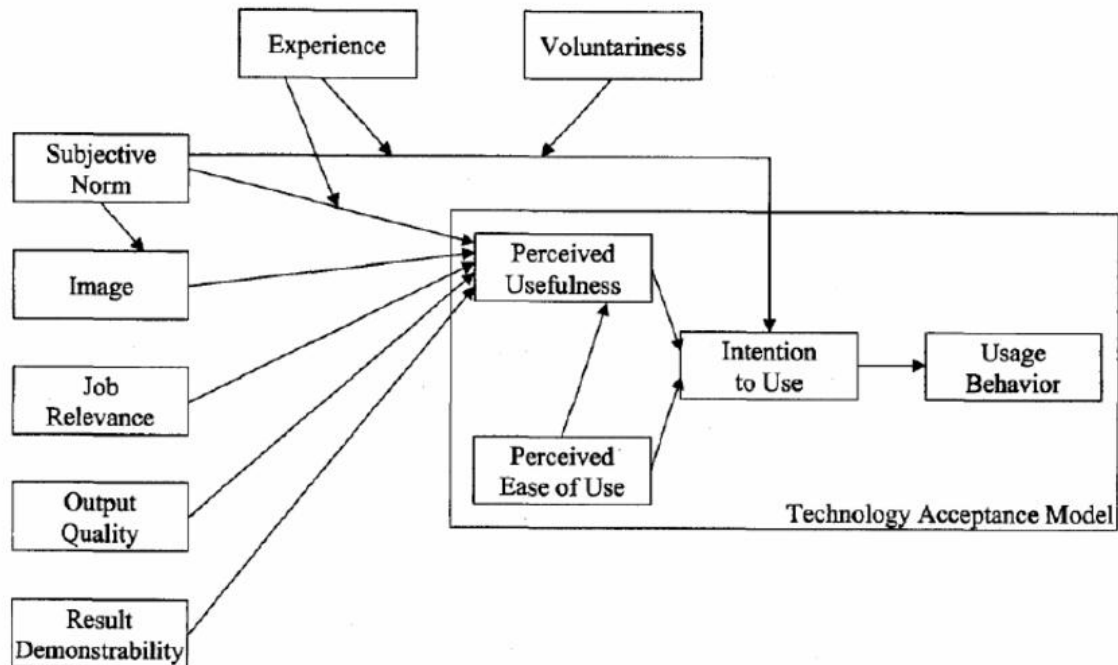 Experience
Voluntariness
Subjective
Norm
Image
Job
Relevance
Output
Quality
Result
Demonstrability
Perceived
Usefulness
Perceived
Ease of Use
Intention
to Use
Usage
Behavior
Technology Acceptance Model